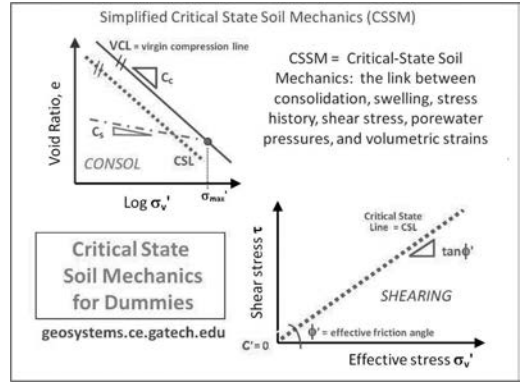 Simplified Critical State Soil Mechanics (CSSM)
VCL = virgin compression line
Cc
Void Ratio, e
Cs
CSL
CONSOL
Log σv'
σmax'
CSSM = Critical-State Soil
Mechanics: the link between
consolidation, swelling, stress
history, shear stress, porewater
pressures, and volumetric strains
Critical State
Soil Mechanics
for Dummies
geosystems.ce.gatech.edu
Shear stress τ
Critical State
Line = CSL
tanϕ'
SHEARING
ϕ' = effective friction angle
C' = 0
Effective stress σv'